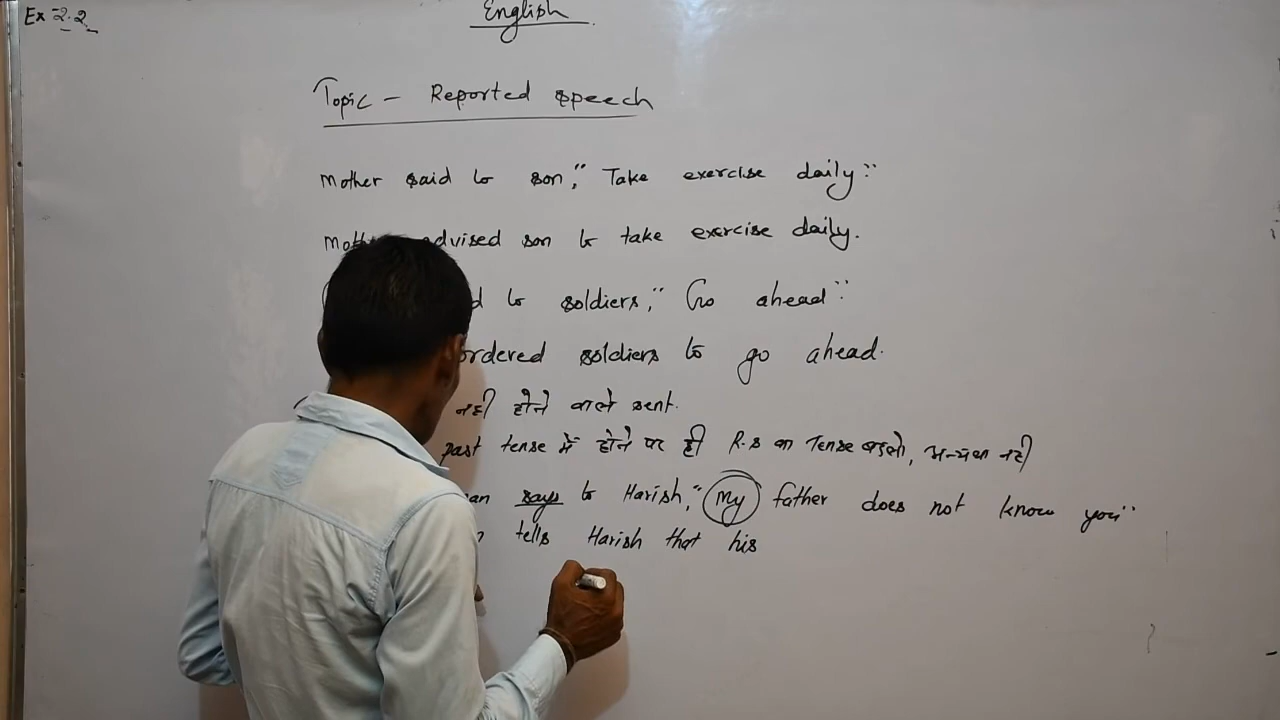 Ex 2.2
English
Topic - Reported speech
Mother said to son, "Take exercise daily."
advised son to take exercise daily.
to soldiers, "Go ahead."
ordered soldiers to go ahead.
नही होने वाले sent.
past tense में होने पर ही R.S का Tense बदलो, अन्यथा नही
says to Harish, "My father does not know you"
tells Harish that his